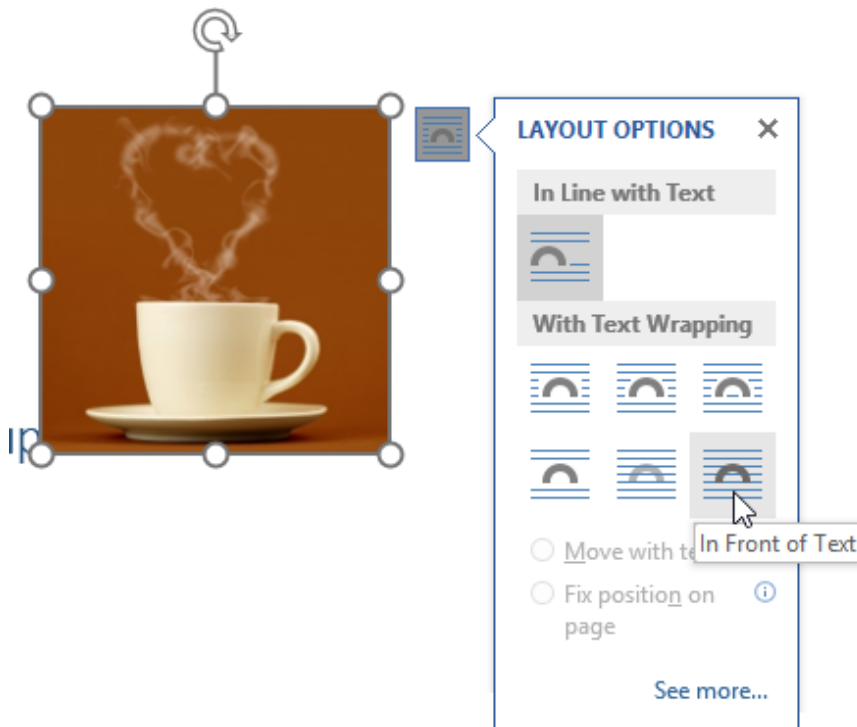 LAYOUT OPTIONS
In Line with Text
With Text Wrapping
In Front of Text
Move with te
Fix position on
page
See more...
up